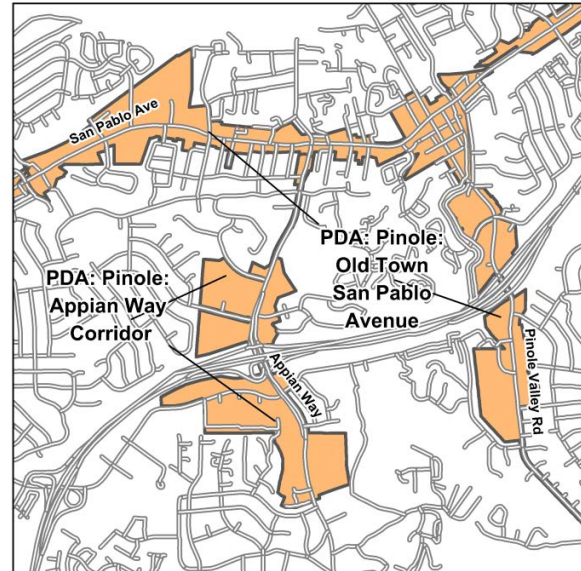 San Pablo Ave
PDA: Pinole:
Old Town
San Pablo
Avenue
PDA: Pinole:
Appian Way
Corridor
Appian Way
Pinole Valley Rd